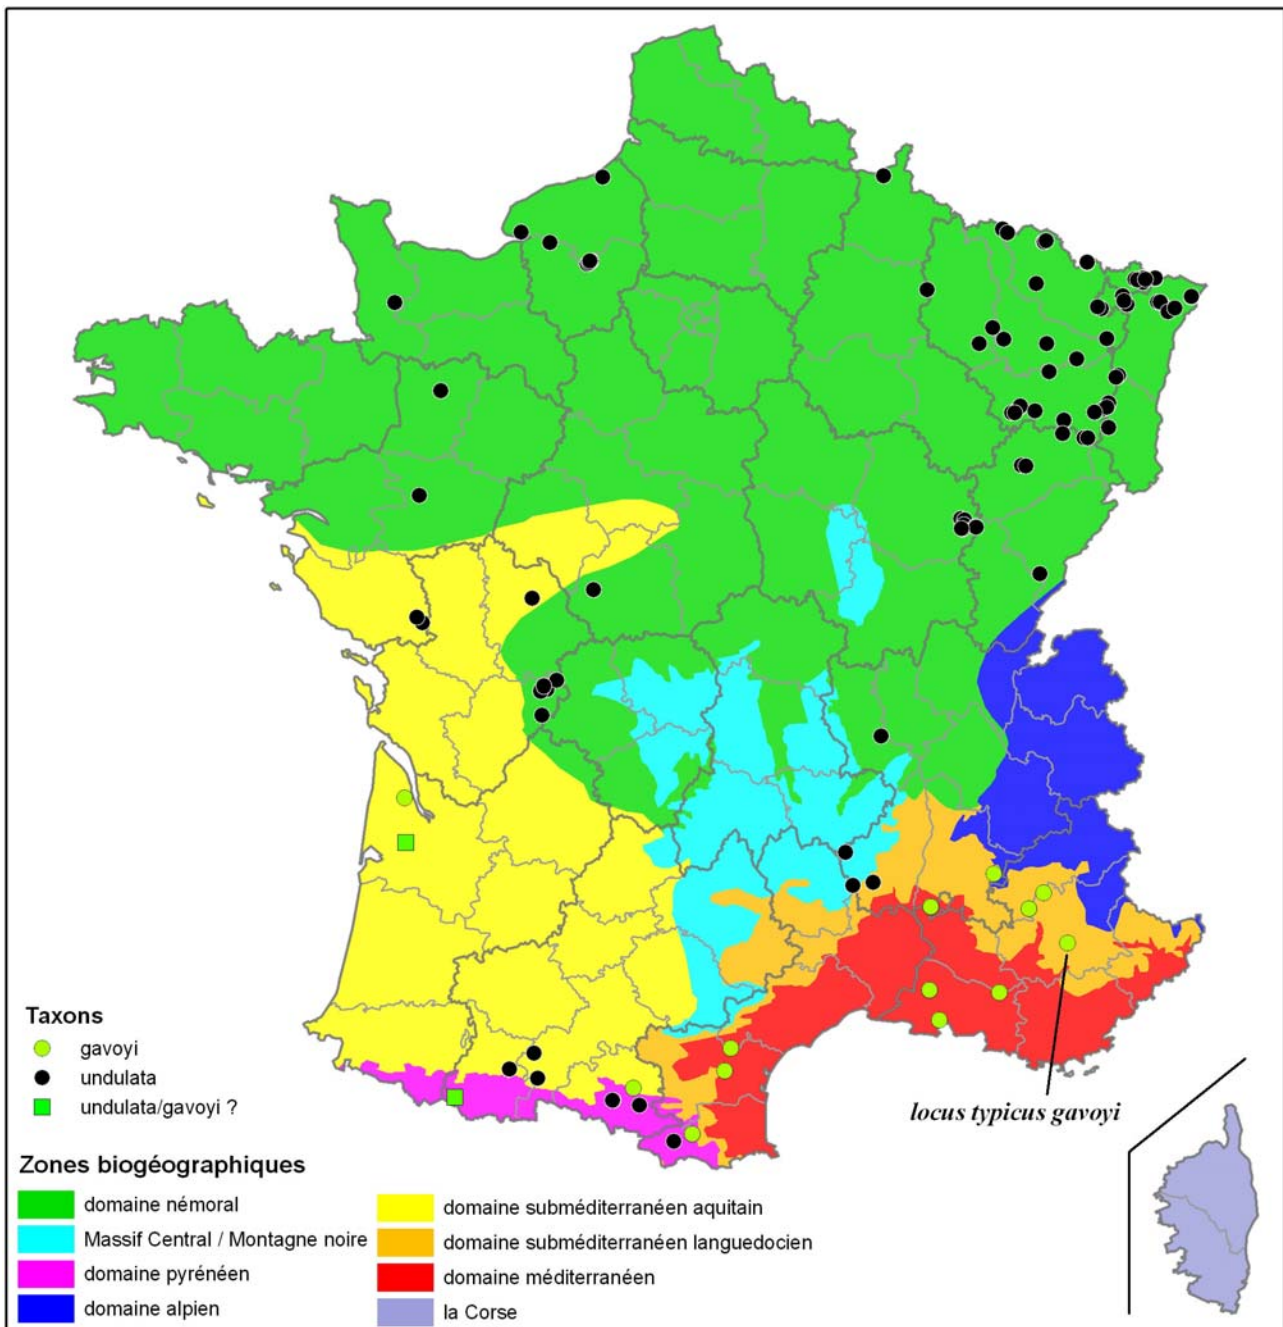 locus typicus gavoyi
Taxons
gavoyi
undulata
undulata/gavoyi ?
Zones biogéographiques
domaine némoral
Massif Central / Montagne noire
domaine pyrénéen
domaine alpien
domaine subméditerranéen aquitain
domaine subméditerranéen languedocien
domaine méditerranéen
la Corse